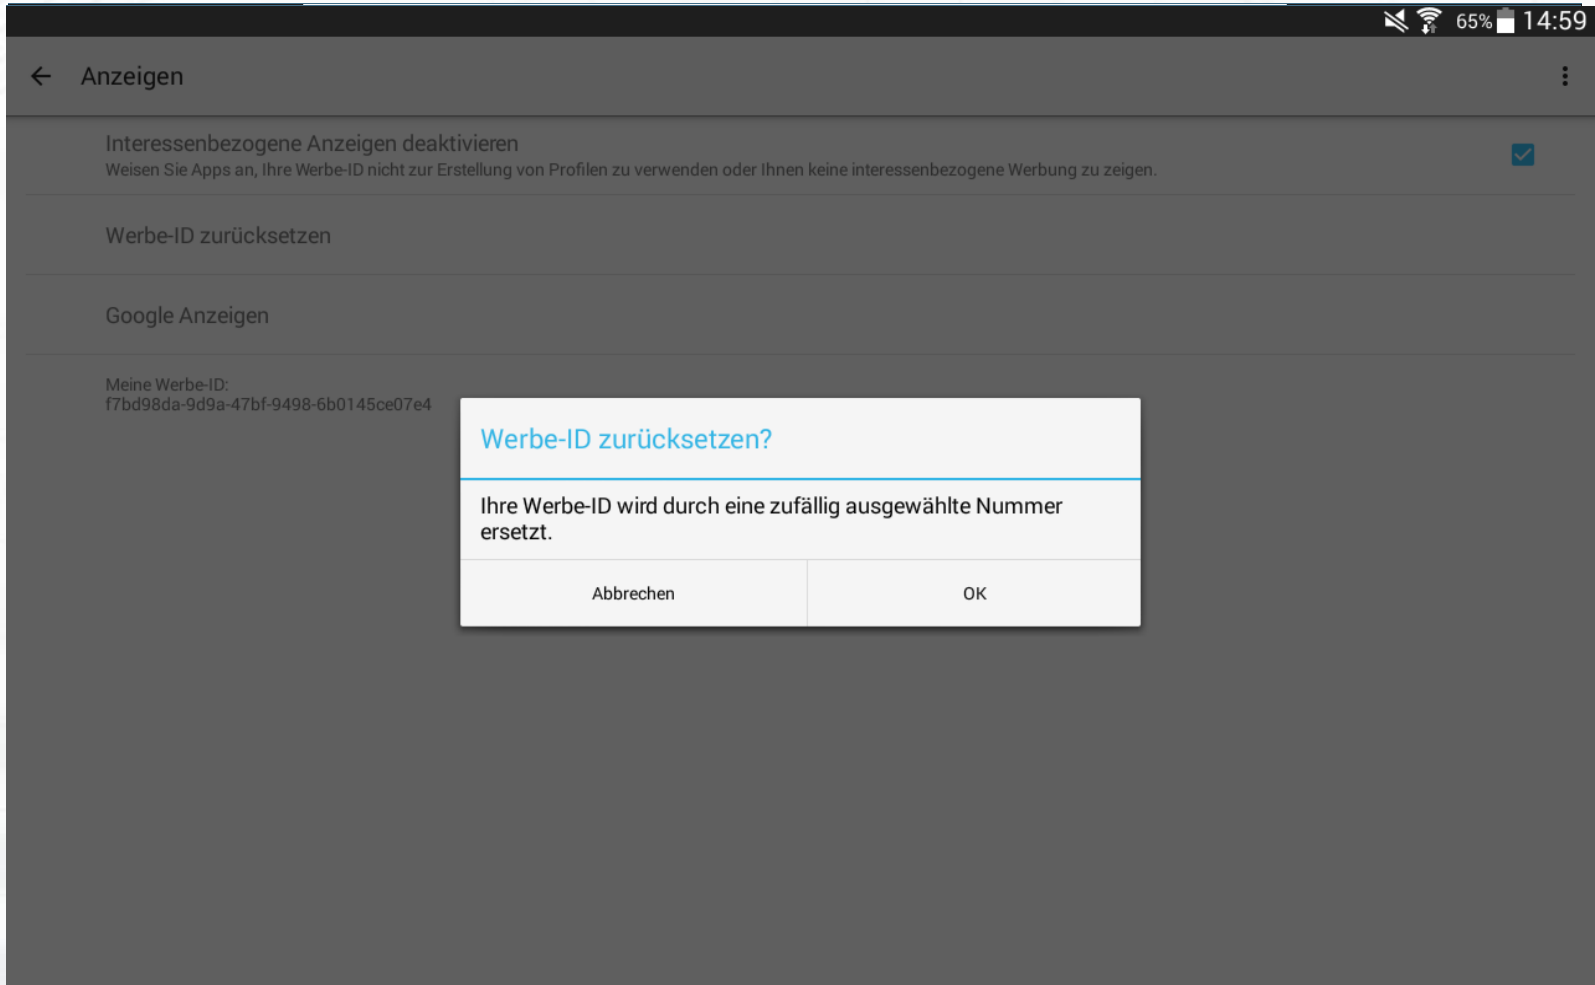 65% 14:59
Anzeigen
Interessenbezogene Anzeigen deaktivieren
Weisen Sie Apps an, Ihre Werbe-ID nicht zur Erstellung von Profilen zu verwenden oder Ihnen keine interessenbezogene Werbung zu zeigen.
Werbe-ID zurücksetzen
Google Anzeigen
Meine Werbe-ID:
f7bd98da-9d9a-47bf-9498-6b0145ce07e4
Werbe-ID zurücksetzen?
Ihre Werbe-ID wird durch eine zufällig ausgewählte Nummer
ersetzt.
Abbrechen OK